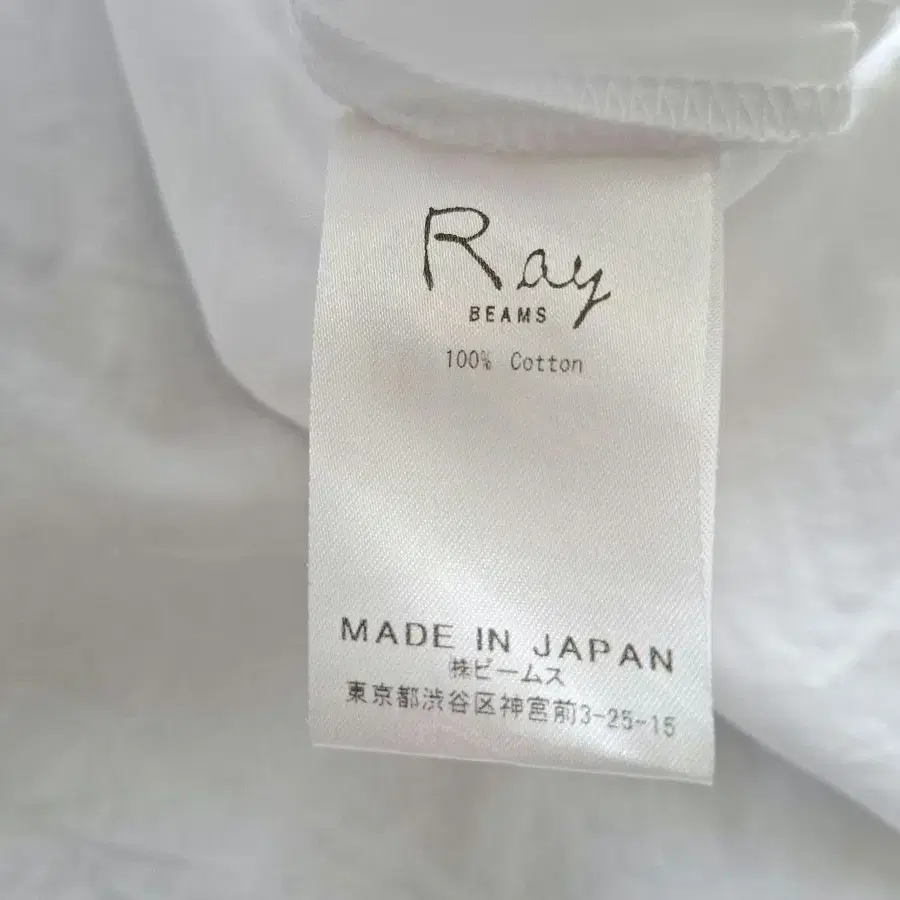 Ray
BEAMS
100% Cotton
MADE IN JAPAN
㈱ビームス
東京都渋谷区神宮前3-25-15